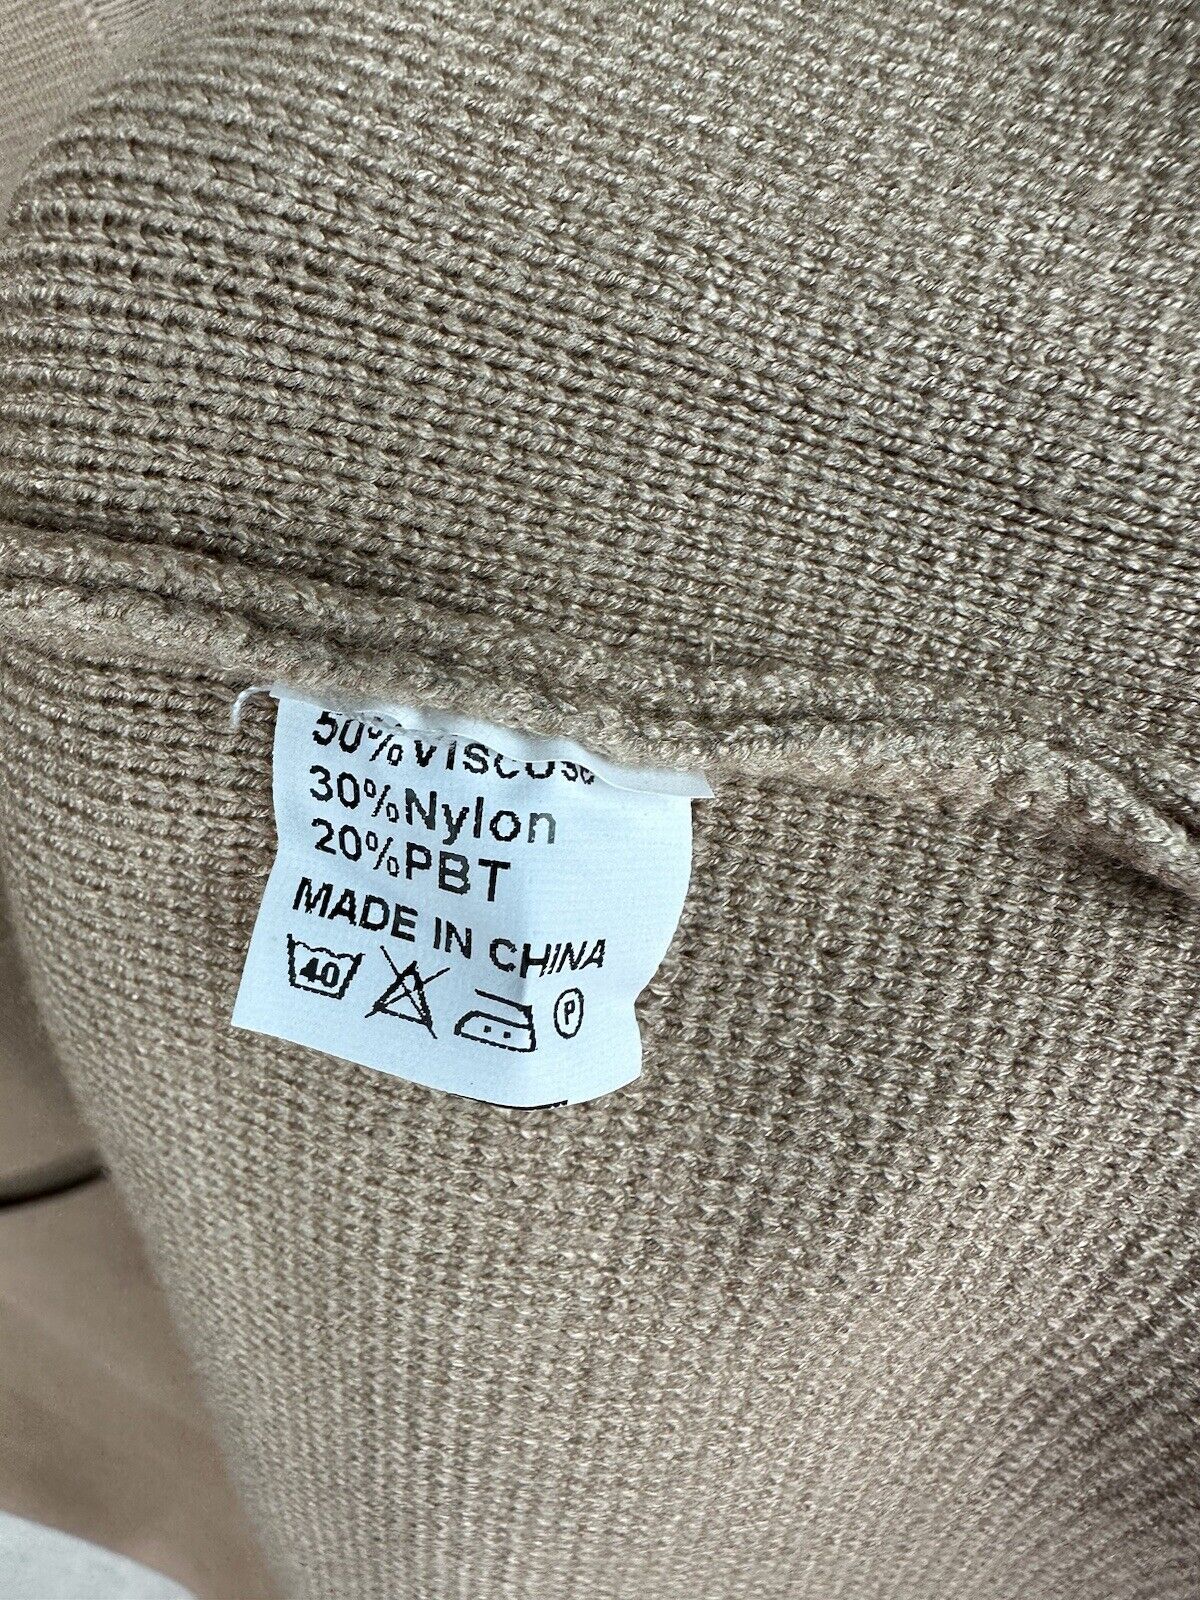 50%Viscose
30%Nylon
20%PBT
MADE IN CHINA
40 P